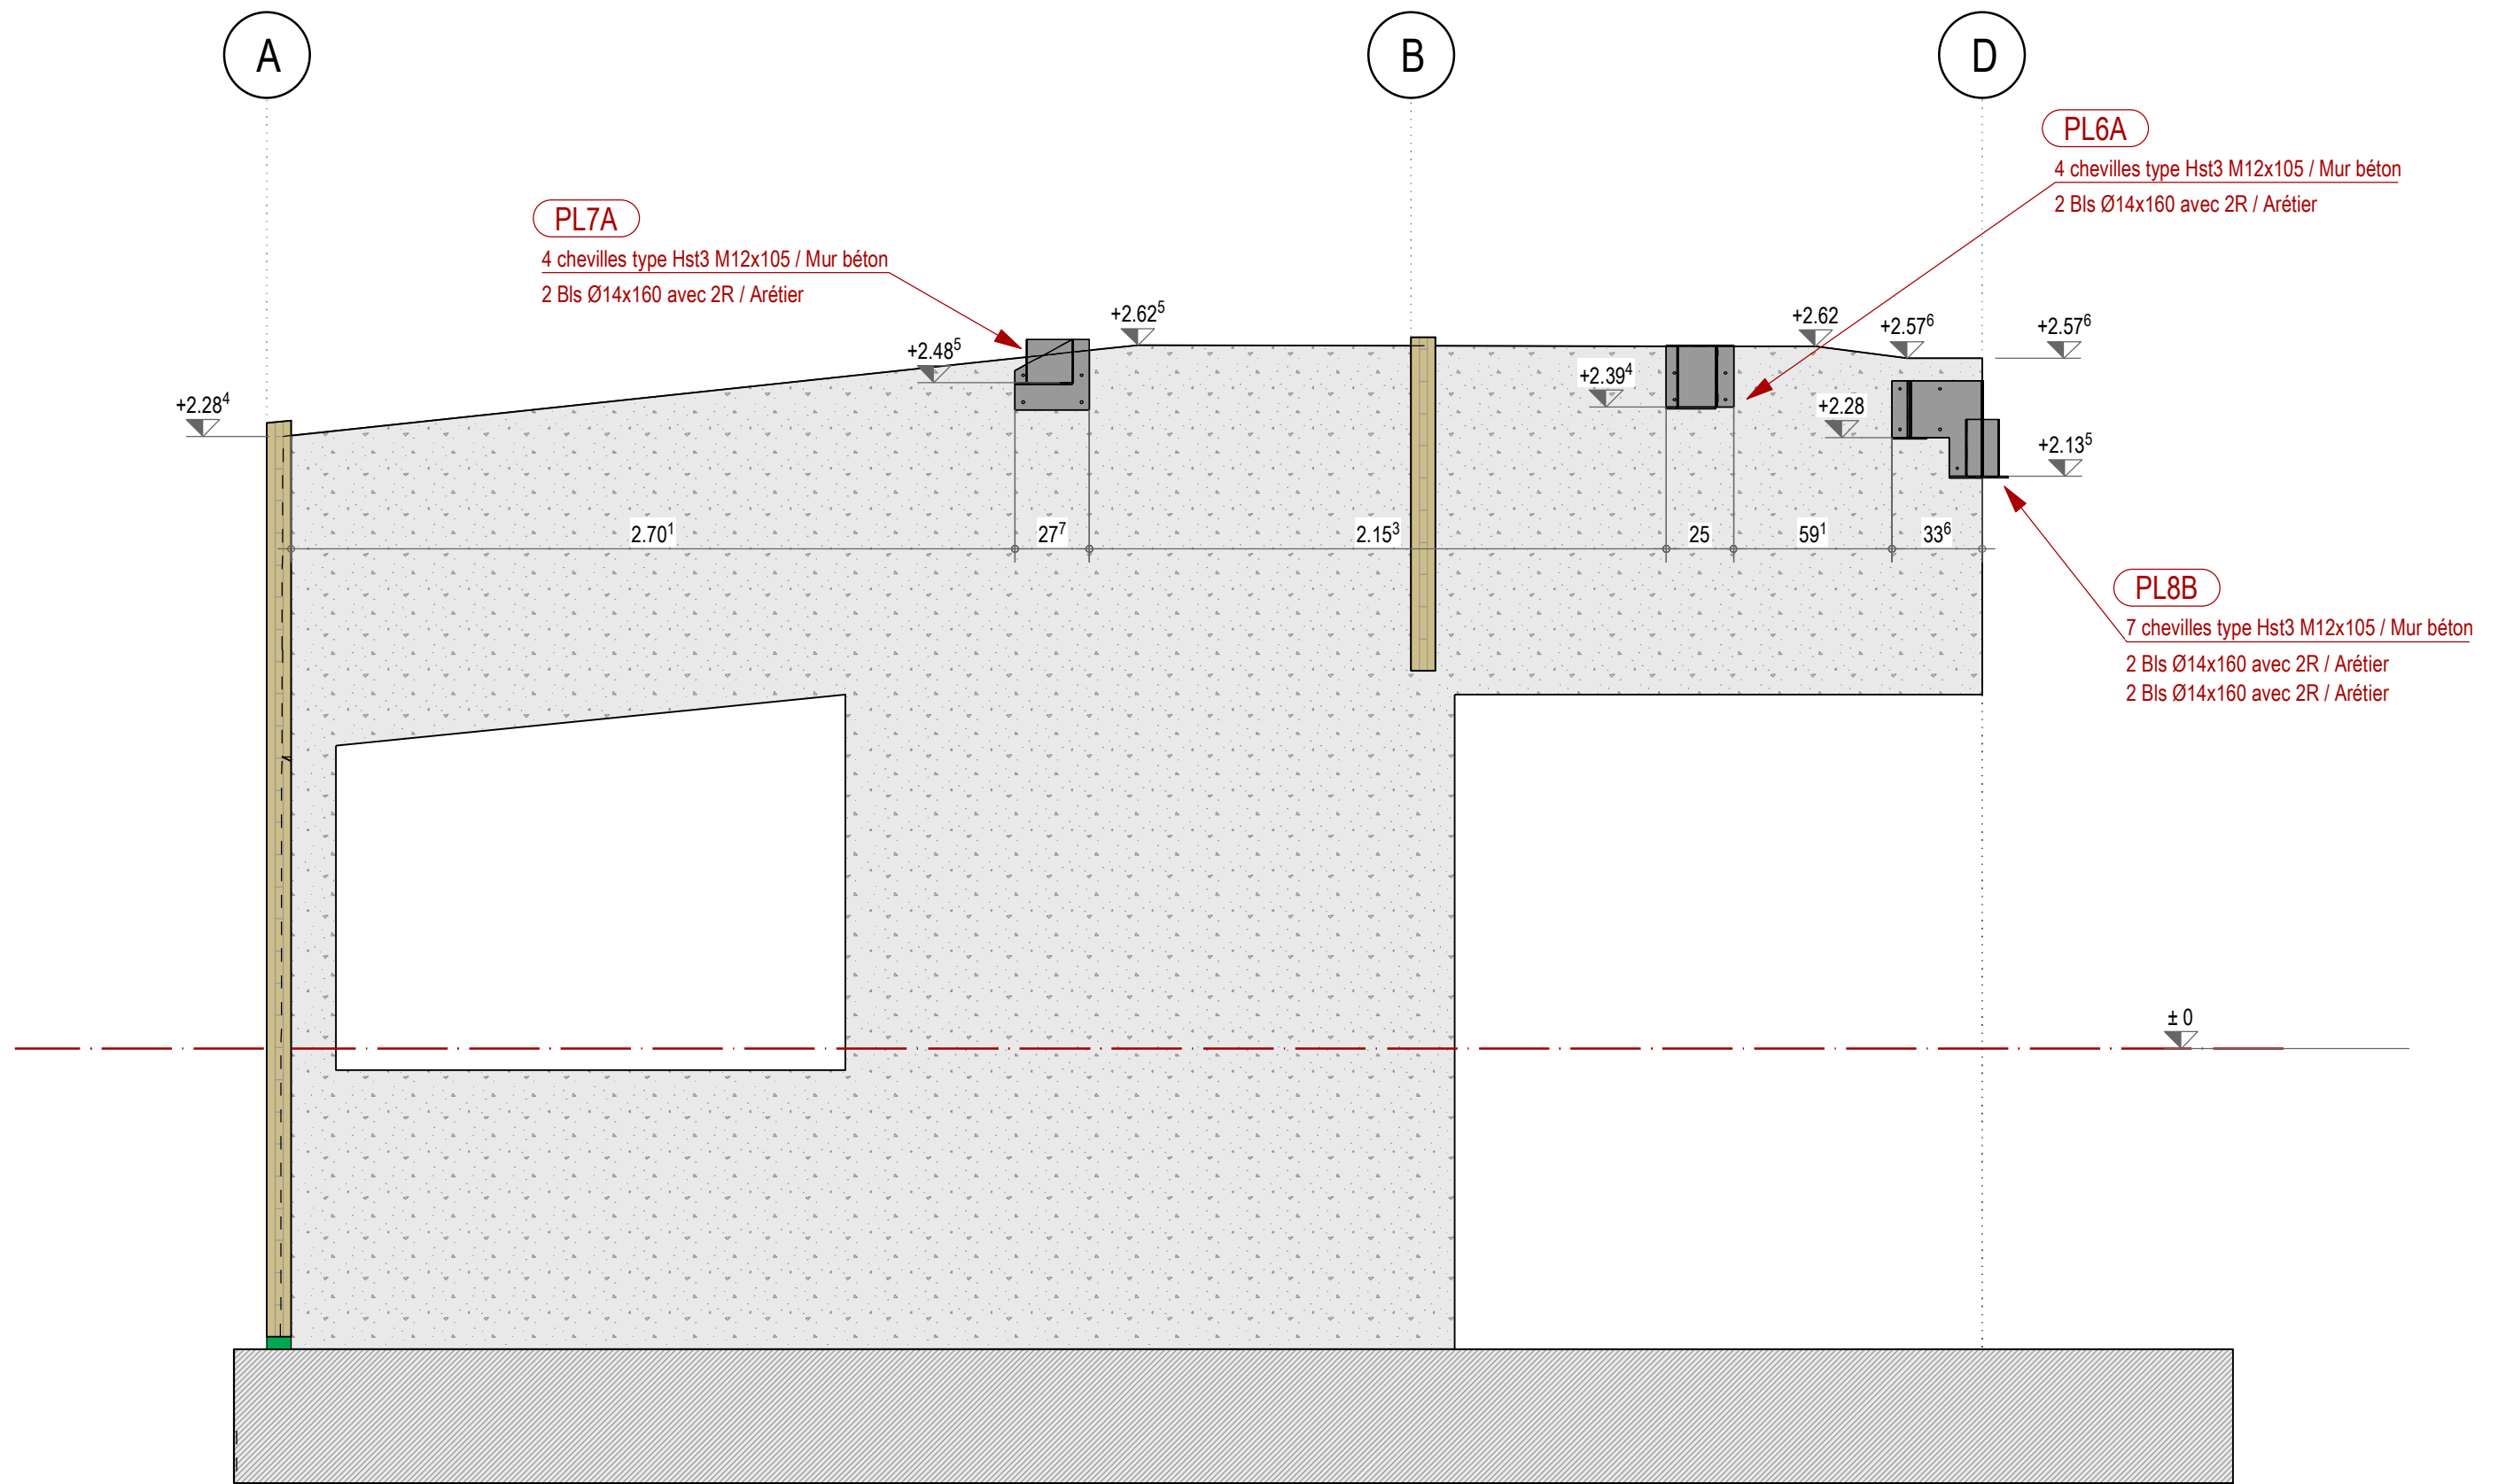 A
B
D
PL6A
4 chevilles type Hst3 M12x105 / Mur béton
2 Bls Ø14x160 avec 2R / Arétier
PL7A
4 chevilles type Hst3 M12x105 / Mur béton
2 Bls Ø14x160 avec 2R / Arétier
+2.62⁵
+2.62
+2.57⁶
+2.57⁶
+2.48⁵
+2.39⁴
+2.28⁴
+2.28
+2.13⁵
2.70¹
27⁷
2.15³
25
59¹
33⁶
PL8B
7 chevilles type Hst3 M12x105 / Mur béton
2 Bls Ø14x160 avec 2R / Arétier
2 Bls Ø14x160 avec 2R / Arétier
± 0